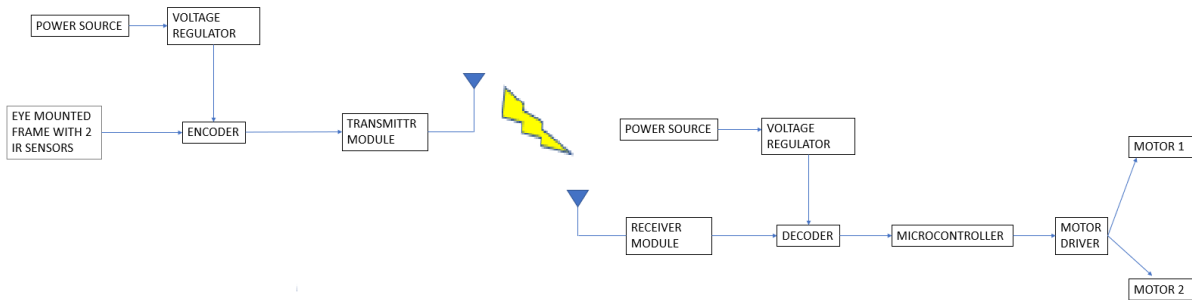 POWER SOURCE
VOLTAGE
REGULATOR
EYE MOUNTED
FRAME WITH 2
IR SENSORS
ENCODER
TRANSMITTR
MODULE
POWER SOURCE
VOLTAGE
REGULATOR
RECEIVER
MODULE
DECODER
MICROCONTROLLER
MOTOR
DRIVER
MOTOR 1
MOTOR 2